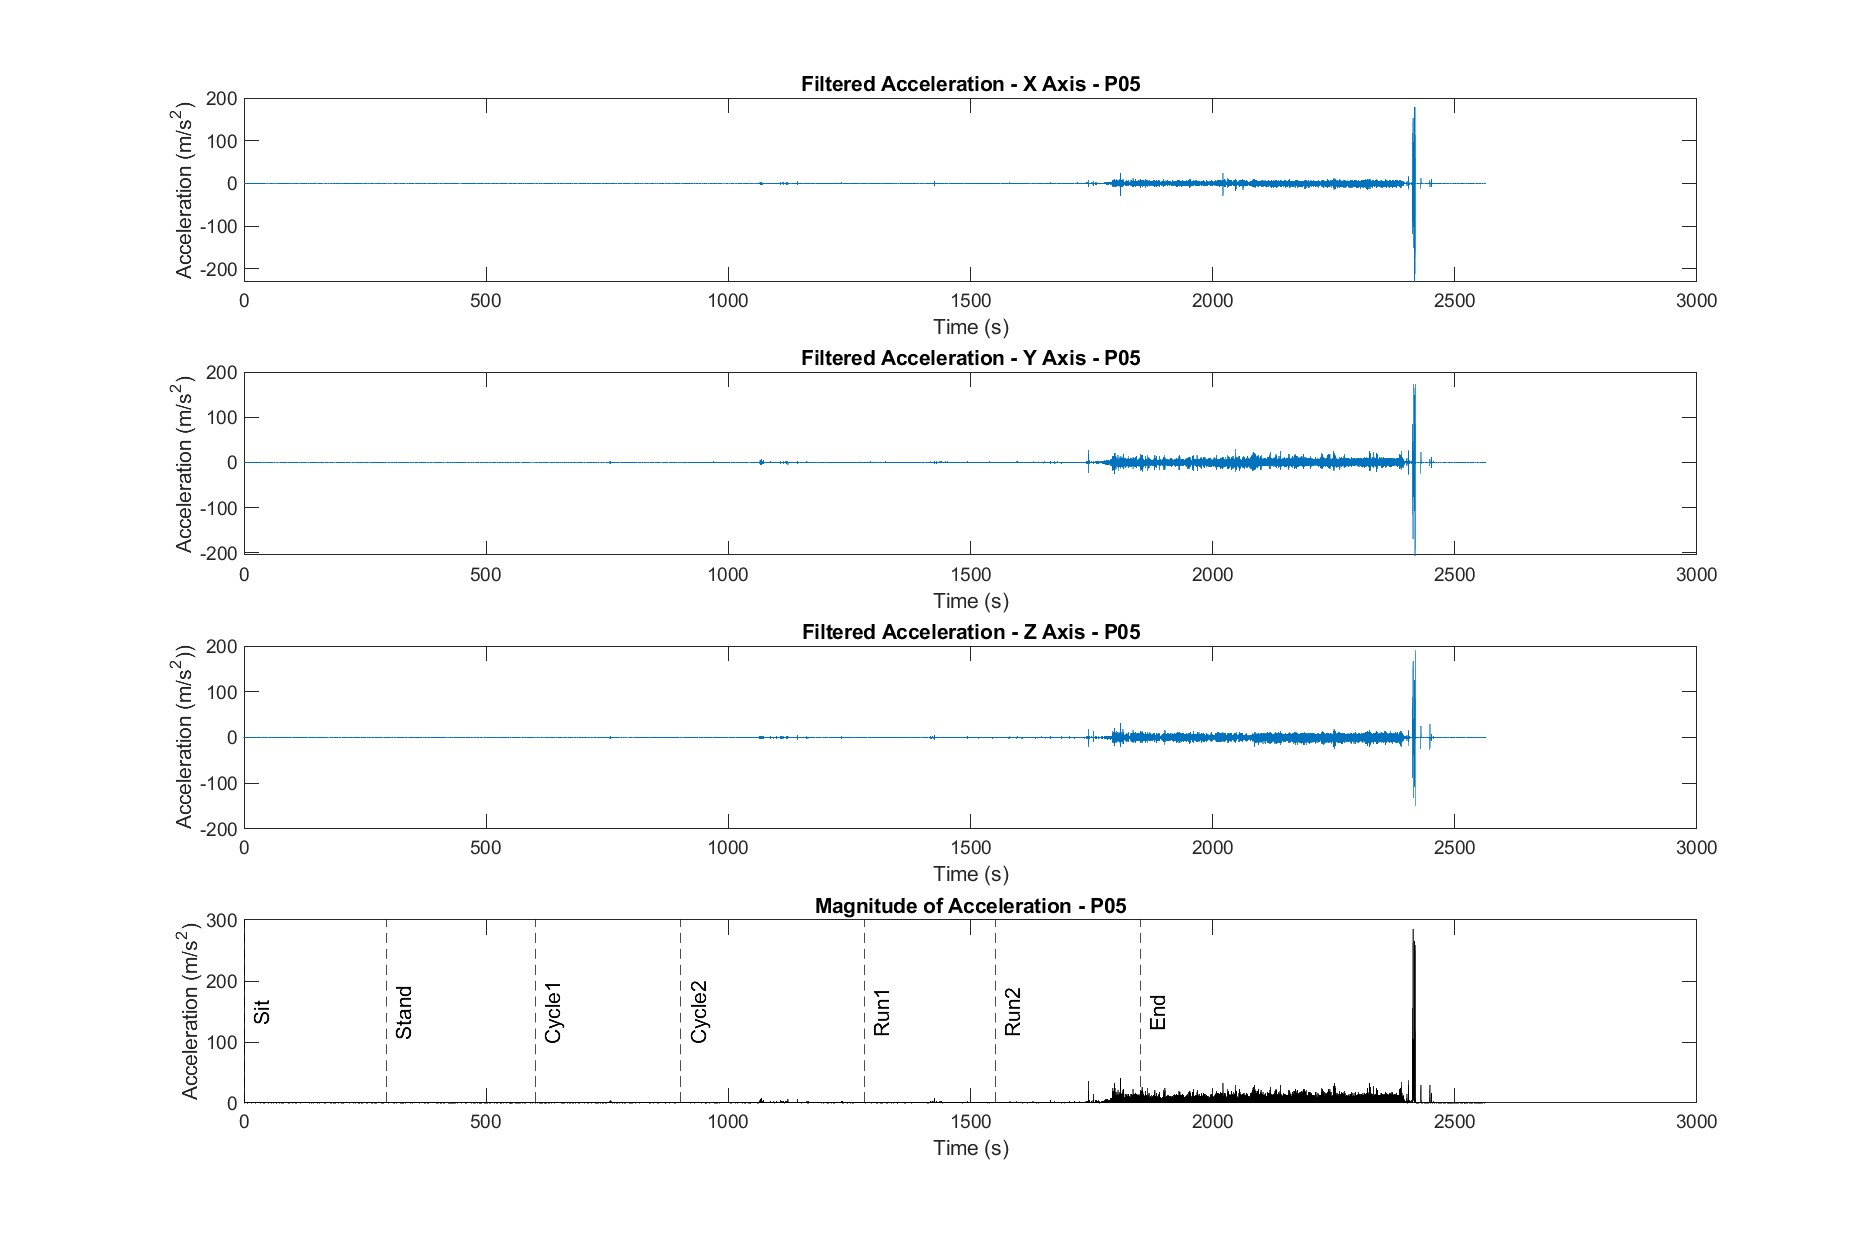 Filtered Acceleration - X Axis - P05
Acceleration (m/s²)
200
100
0
-100
-200
0 500 1000 1500 2000 2500 3000
Time (s)
Filtered Acceleration - Y Axis - P05
Acceleration (m/s²)
200
100
0
-100
-200
0 500 1000 1500 2000 2500 3000
Time (s)
Filtered Acceleration - Z Axis - P05
Acceleration (m/s²))
200
100
0
-100
-200
0 500 1000 1500 2000 2500 3000
Time (s)
Magnitude of Acceleration - P05
Acceleration (m/s²)
300
200
100
0
Sit
Stand
Cycle1
Cycle2
Run1
Run2
End
0 500 1000 1500 2000 2500 3000
Time (s)